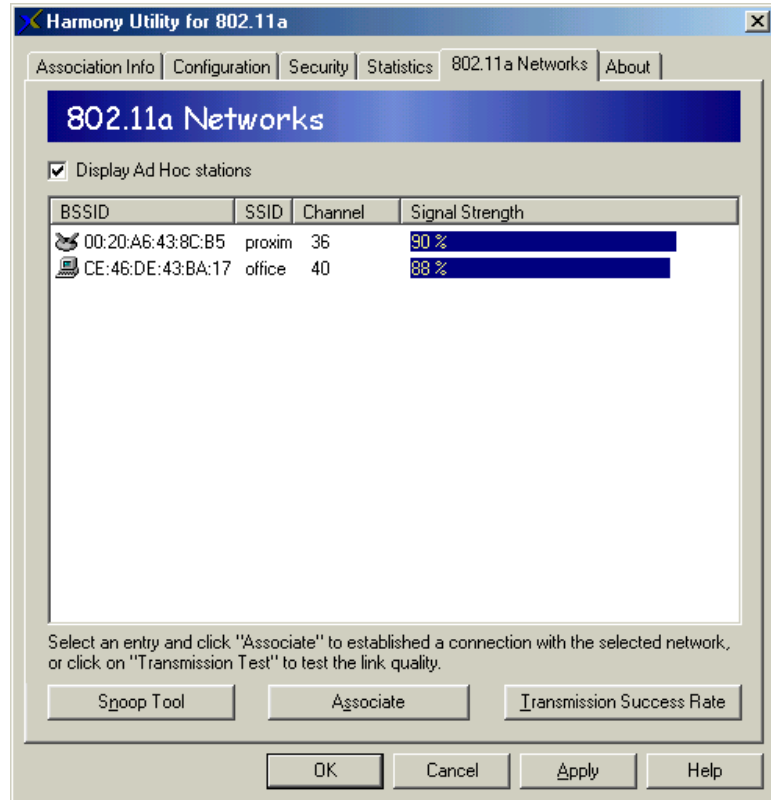 Harmony Utility for 802.11a
Association Info Configuration Security Statistics 802.11a Networks About
802.11a Networks
Display Ad Hoc stations
BSSID SSID Channel Signal Strength
00:20:A6:43:8C:B5 proxim 36 90 %
CE:46:DE:43:BA:17 office 40 88 %
Select an entry and click "Associate" to established a connection with the selected network,
or click on "Transmission Test" to test the link quality.
Snoop Tool Associate Transmission Success Rate
OK Cancel Apply Help